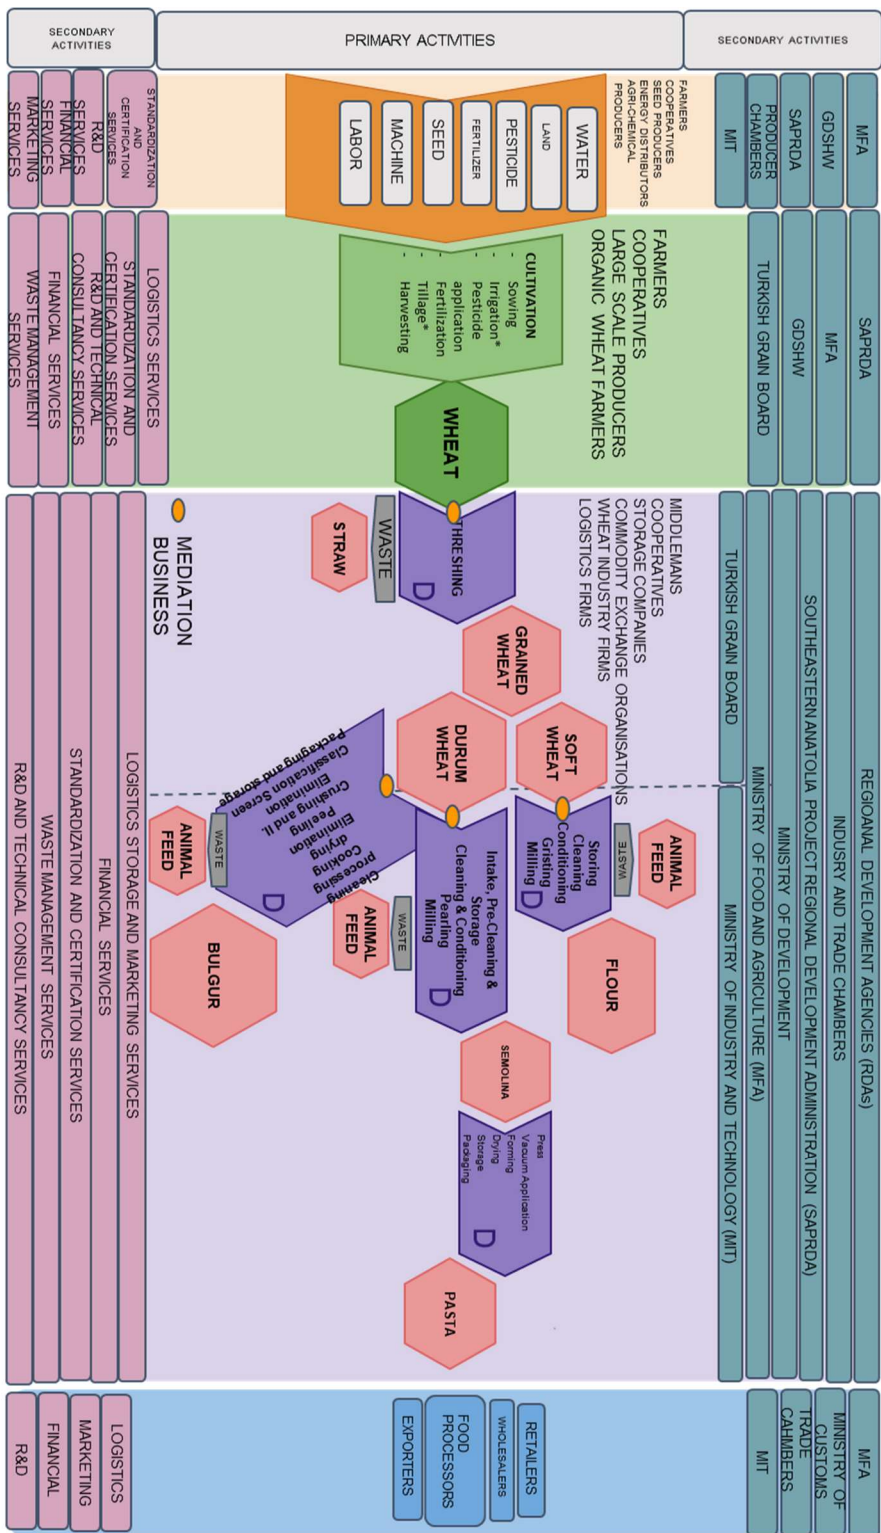 SECONDARY
ACTIVITIES
PRIMARY ACTIVITIES
SECONDARY ACTIVITIES
MFA
GDSHW
SAPRDA
PRODUCER
CHAMBERS
MIT
FARMERS
COOPERATIVES
SEED PRODUCERS
ENERGY DISTRIBUTORS
AGRI-CHEMICAL
PRODUCERS
WATER
LAND
PESTICIDE
FERTILIZER
SEED
MACHINE
LABOR
STANDARDIZATION
AND
CERTIFICATION
SERVICES
R&D
SERVICES
FINANCIAL
SERVICES
MARKETING
SERVICES
SAPRDA
MFA
GDSHW
TURKISH GRAIN BOARD
FARMERS
COOPERATIVES
LARGE SCALE PRODUCERS
ORGANIC WHEAT FARMERS
CULTIVATION
- Sowing
- Irrigation*
- Pesticide
application
- Fertilization
- Tillage*
- Harvesting
WHEAT
LOGISTICS SERVICES
STANDARDIZATION AND
CERTIFICATION SERVICES
R&D AND TECHNICAL
CONSULTANCY SERVICES
FINANCIAL SERVICES
WASTE MANAGEMENT
SERVICES
REGIOANAL DEVELOPMENT AGENCIES (RDAs)
INDUSRY AND TRADE CHAMBERS
SOUTHEASTERN ANATOLIA PROJECT REGIONAL DEVELOPMENT ADMINISTRATION (SAPRDA)
MINISTRY OF DEVELOPMENT
MINISTRY OF FOOD AND AGRICULTURE (MFA)
TURKISH GRAIN BOARD
MINISTRY OF INDUSTRY AND TECHNOLOGY (MIT)
MIDDLEMANS
COOPERATIVES
STORAGE COMPANIES
COMMODITY EXCHANGE ORGANISATIONS
WHEAT INDUSTRY FIRMS
LOGISTICS FIRMS
THRESHING
D
WASTE
STRAW
GRAINED
WHEAT
SOFT
WHEAT
DURUM
WHEAT
ANIMAL
FEED
WASTE
Storing
Cleaning
Conditioning
Gristing
Milling
D
FLOUR
Intake, Pre-Cleaning &
Storage
Cleaning & Conditioning
Pearling
Milling
D
WASTE
ANIMAL
FEED
SEMOLINA
Press
Vacuum Application
Forming
Drying
Storage
Packaging
D
PASTA
Cleaning
processing
Cooking
drying
Elimination
Peeling
Crushing and II.
Elimination
Classification Screen
Packaging and storage
D
WASTE
ANIMAL
FEED
BULGUR
MEDIATION
BUSINESS
LOGISTICS STORAGE AND MARKETING SERVICES
FINANCIAL SERVICES
STANDARDIZATION AND CERTIFICATION SERVICES
WASTE MANAGEMENT SERVICES
R&D AND TECHNICAL CONSULTANCY SERVICES
MFA
MINISTRY OF
CUSTOMS
TRADE
CAHMBERS
MIT
RETAILERS
WHOLESALERS
FOOD
PROCESSORS
EXPORTERS
LOGISTICS
MARKETING
FINANCIAL
R&D